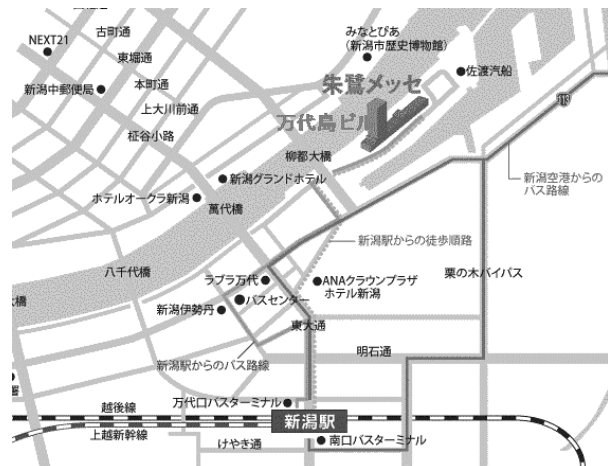 古町通
NEXT21
東堀通
みなとぴあ
(新潟市歴史博物館)
新潟中郵便局
本町通
佐渡汽船
上大川前通
朱鷺メッセ
万代島ビル
柾谷小路
113
柳都大橋
新潟グランドホテル
新潟空港からの
バス路線
ホテルオークラ新潟
萬代橋
新潟駅からの徒歩順路
八千代橋
ラブラ万代
ANAクラウンプラザ
ホテル新潟
栗の木バイパス
バスセンター
新潟伊勢丹
東大通
新潟駅からのバス路線
明石通
万代口バスターミナル
越後線
新潟駅
上越新幹線
けやき通
南口バスターミナル